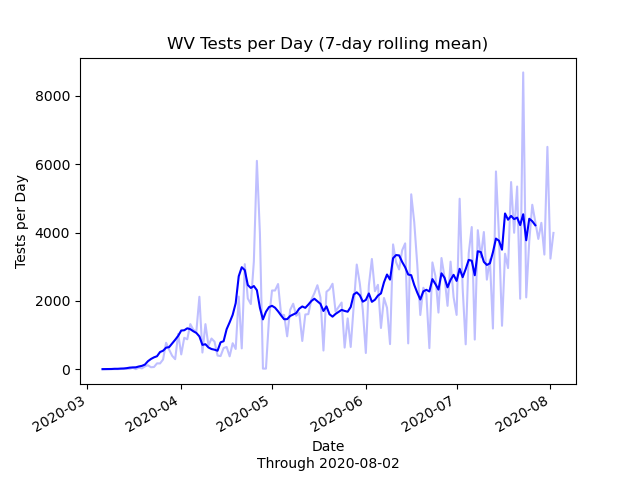 WV Tests per Day (7-day rolling mean)
Tests per Day
8000
6000
4000
2000
0
2020-03
2020-04
2020-05
2020-06
2020-07
2020-08
Date
Through 2020-08-02